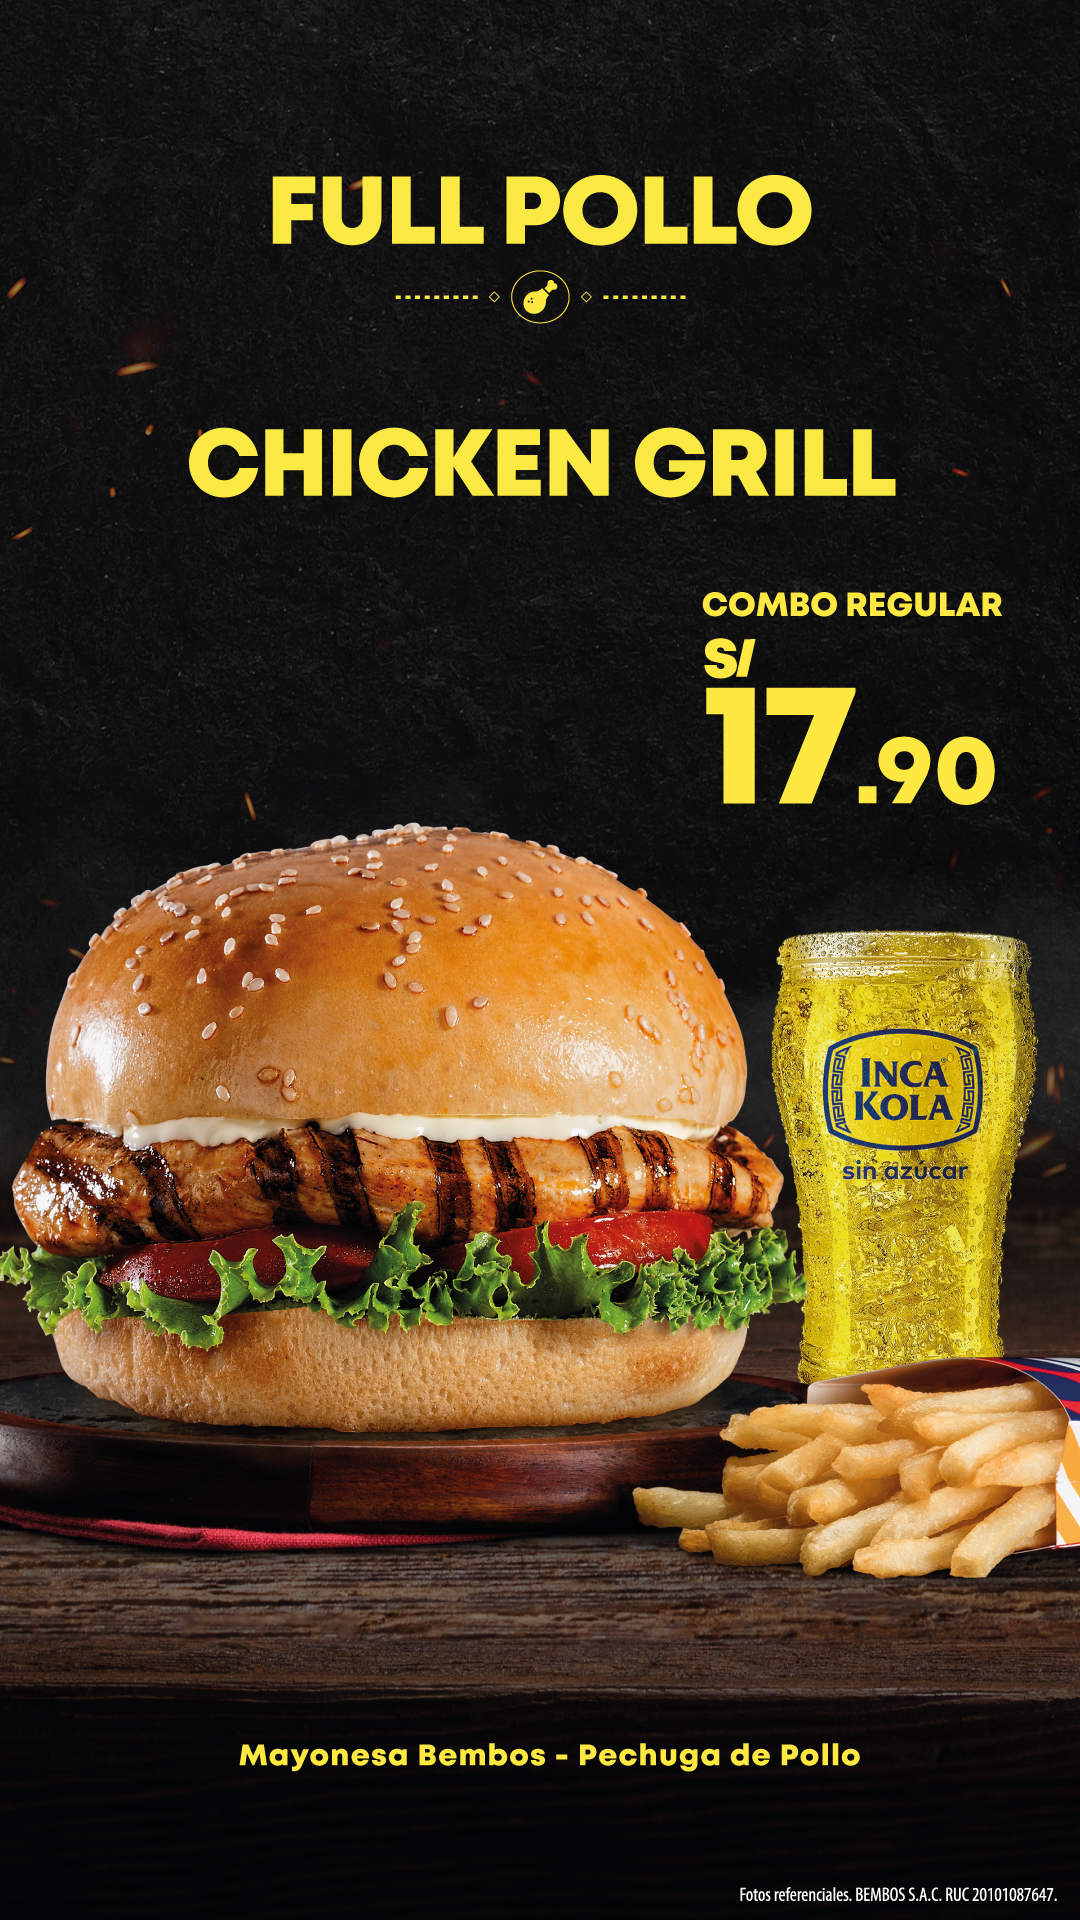 FULL POLLO
CHICKEN GRILL
COMBO REGULAR
S/
17.90
INCA
KOLA
sin azúcar
Mayonesa Bembos - Pechuga de Pollo
Fotos referenciales. BEMBOS S.A.C. RUC 20101087647.